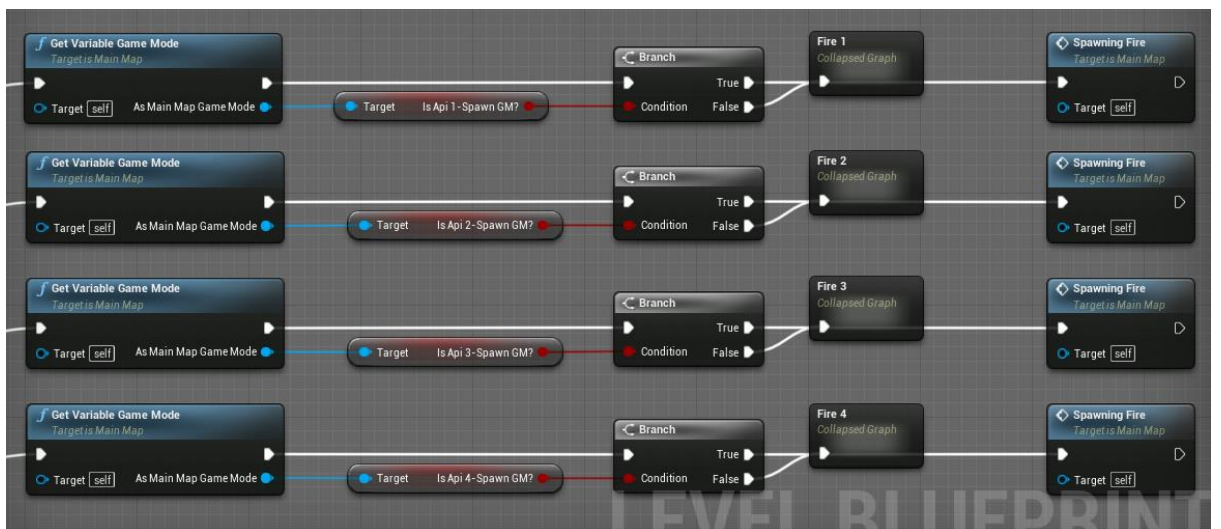 Get Variable Game Mode
Target is Main Map
Target self As Main Map Game Mode
Target Is Api 1-Spawn GM?
Branch
True
Condition False
Fire 1
Collapsed Graph
Spawning Fire
Target is Main Map
Target self
Get Variable Game Mode
Target is Main Map
Target self As Main Map Game Mode
Target Is Api 2-Spawn GM?
Branch
True
Condition False
Fire 2
Collapsed Graph
Spawning Fire
Target is Main Map
Target self
Get Variable Game Mode
Target is Main Map
Target self As Main Map Game Mode
Target Is Api 3-Spawn GM?
Branch
True
Condition False
Fire 3
Collapsed Graph
Spawning Fire
Target is Main Map
Target self
Get Variable Game Mode
Target is Main Map
Target self As Main Map Game Mode
Target Is Api 4-Spawn GM?
Branch
True
Condition False
Fire 4
Collapsed Graph
Spawning Fire
Target is Main Map
Target self
LEVEL BLUEPRINT